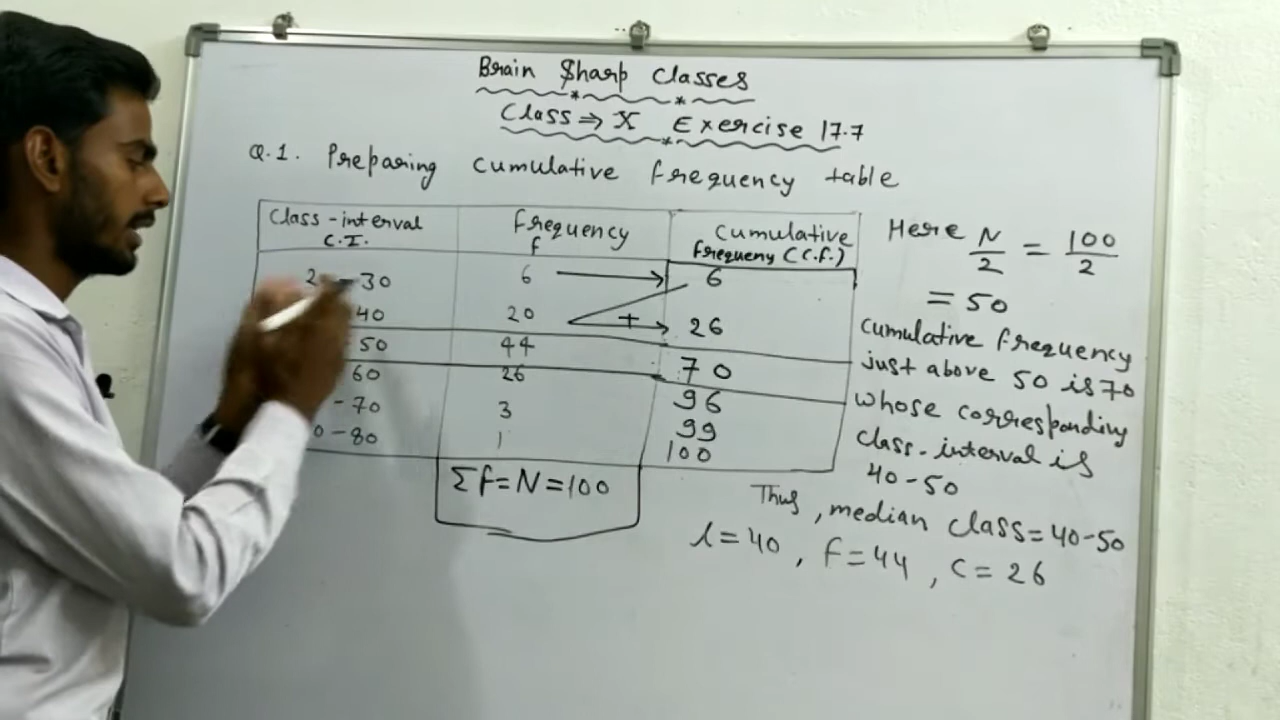 Brain Sharp Classes
Class ⇒ X Exercise 17.7
Q.1. Preparing cumulative frequency table
Class-interval C.I. frequency f Cumulative frequeny (C.f.)
-30 6 6
40 20 + 26
50 44 70
60 26 96
-70 3 99
0-80 1 100
Σf=N=100
Here N/2 = 100/2
= 50
cumulative frequency
just above 50 is 70
whose corresponding
class-interval is
40-50
Thus, median class=40-50
l=40, f=44, c=26